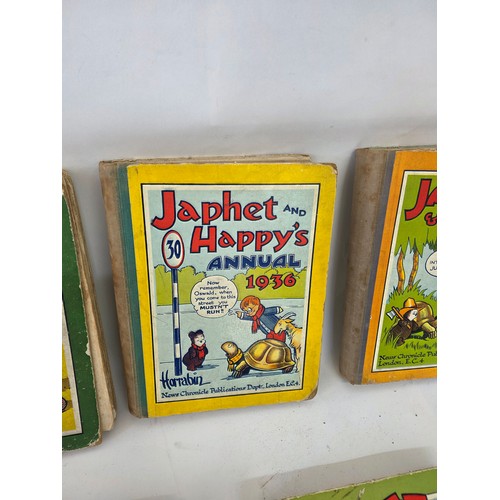 Japhet AND
Happy's
ANNUAL
1936
30
Now
remember,
Oswald, when
you come to this
street you
MUSTN'T
RUN!!
Horrabin
News Chronicle Publications Dept., London E.C.4.
JA
&
News Chronicle Pub
London, E.C.4